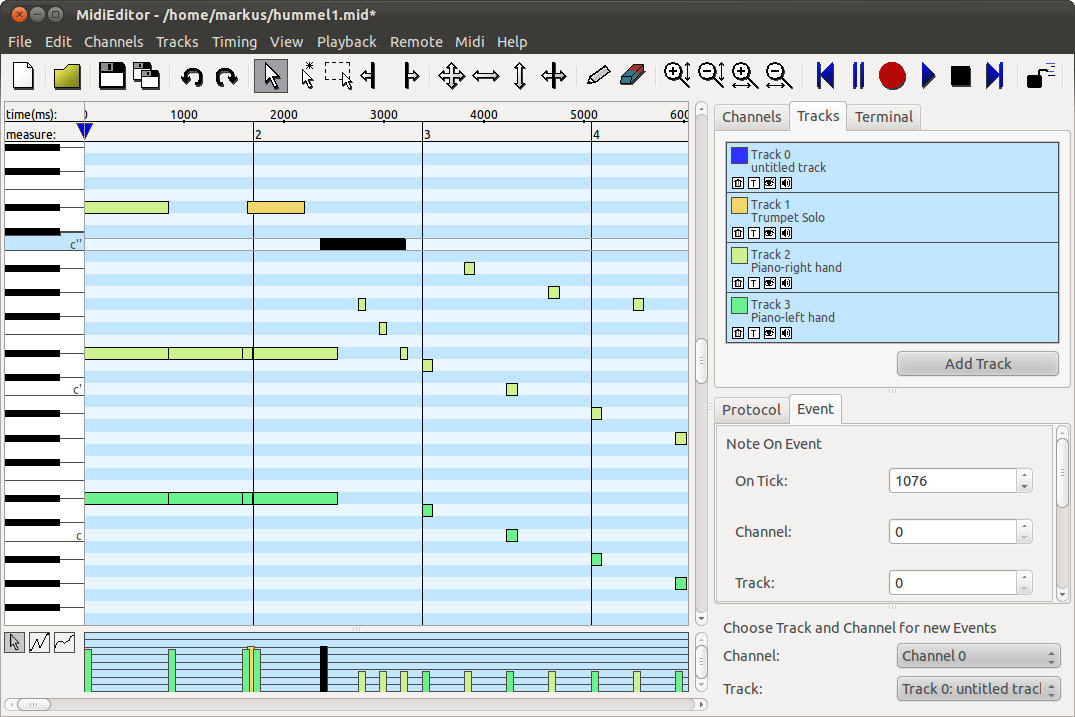 MidiEditor - /home/markus/hummel1.mid*
File Edit Channels Tracks Timing View Playback Remote Midi Help
time(ms): 1000 2000 3000 4000 5000
measure: 2 3 4
c''
c'
c
Channels Tracks Terminal
Track 0
untitled track
T
Track 1
Trumpet Solo
T
Track 2
Piano-right hand
T
Track 3
Piano-left hand
T
Add Track
Protocol Event
Note On Event
On Tick: 1076
Channel: 0
Track: 0
Choose Track and Channel for new Events
Channel: Channel 0
Track: Track 0: untitled trac